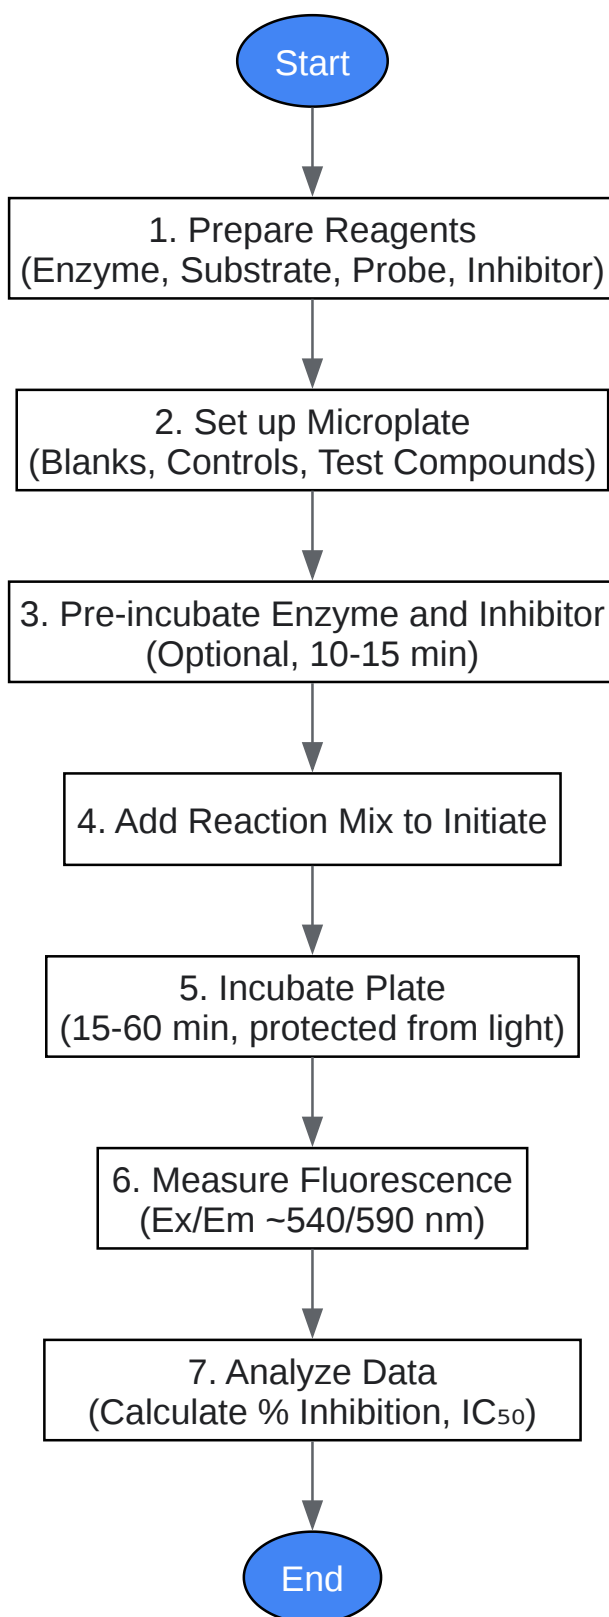 Start
1. Prepare Reagents
(Enzyme, Substrate, Probe, Inhibitor)
2. Set up Microplate
(Blanks, Controls, Test Compounds)
3. Pre-incubate Enzyme and Inhibitor
(Optional, 10-15 min)
4. Add Reaction Mix to Initiate
5. Incubate Plate
(15-60 min, protected from light)
6. Measure Fluorescence
(Ex/Em ~540/590 nm)
7. Analyze Data
(Calculate % Inhibition, IC₅₀)
End